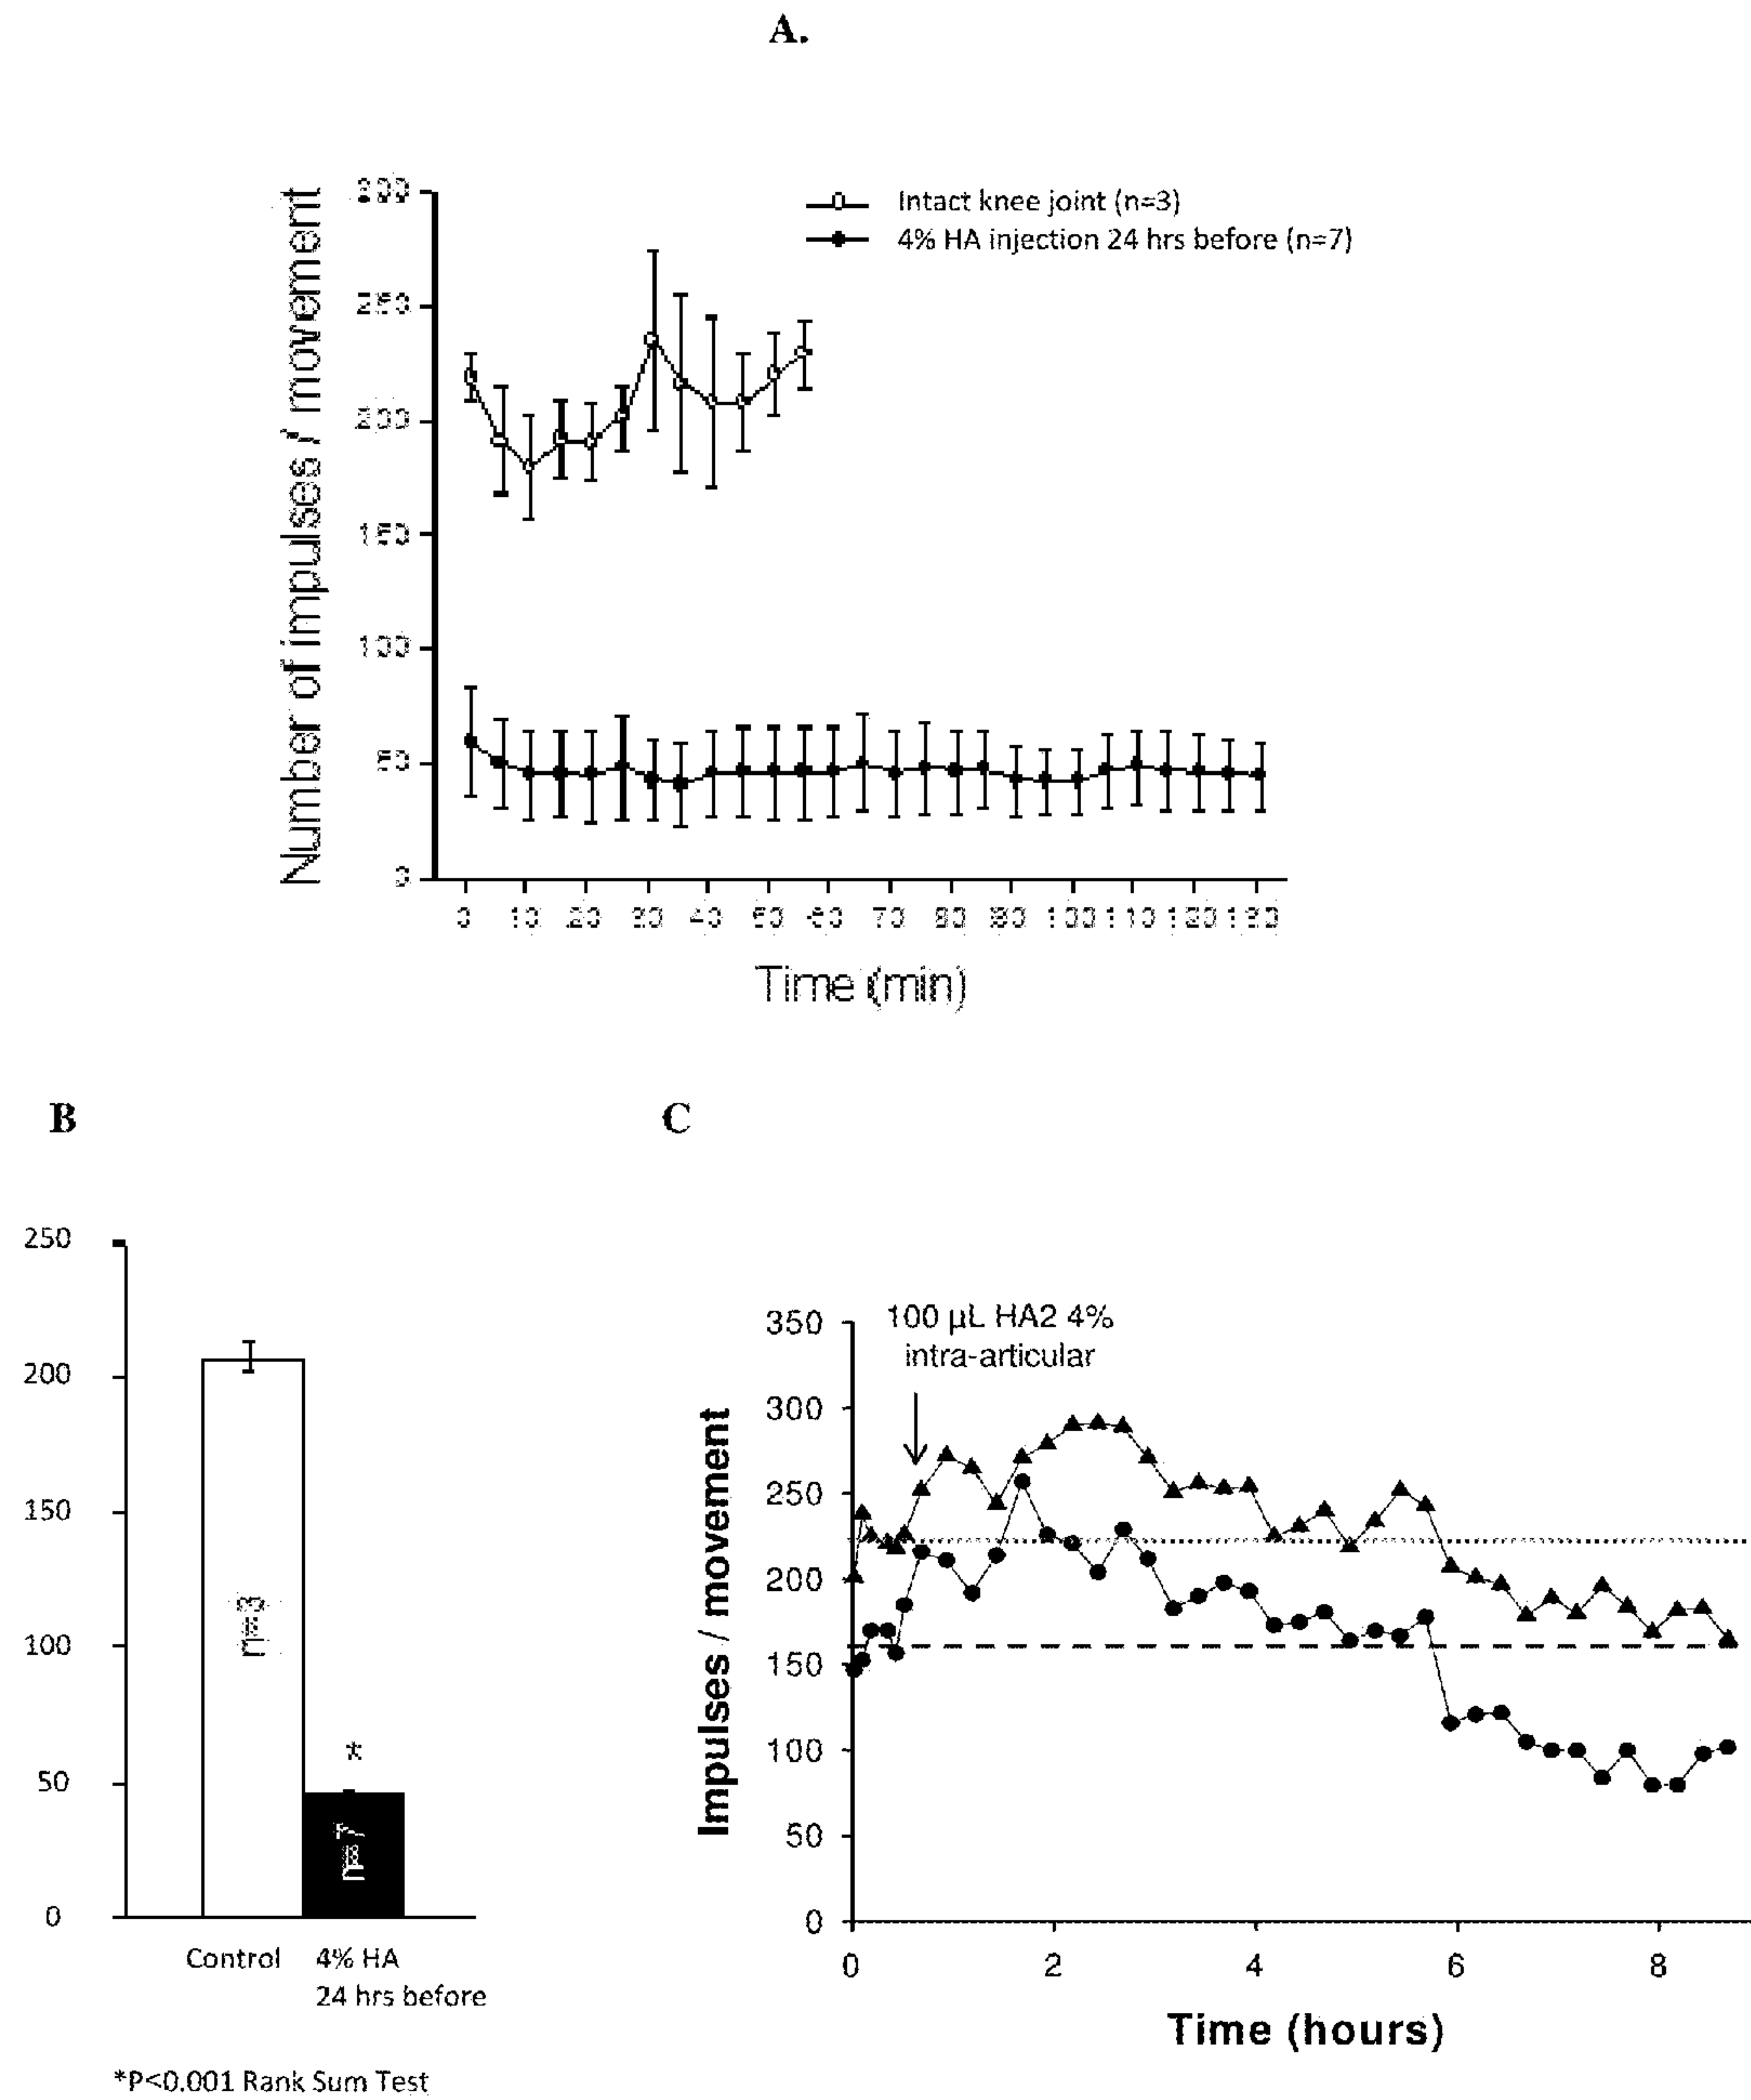 A.
Number of impulses / movement
300
250
200
150
100
50
0
Intact knee joint (n=3)
4% HA injection 24 hrs before (n=7)
0 10 20 30 40 50 60 70 80 90 100 110 120 130
Time (min)
B
250
200
150
100
50
0
n=3
*
n=7
Control
4% HA
24 hrs before
*P<0.001 Rank Sum Test
C
100 µL HA2 4%
intra-articular
Impulses / movement
350
300
250
200
150
100
50
0
0 2 4 6 8
Time (hours)